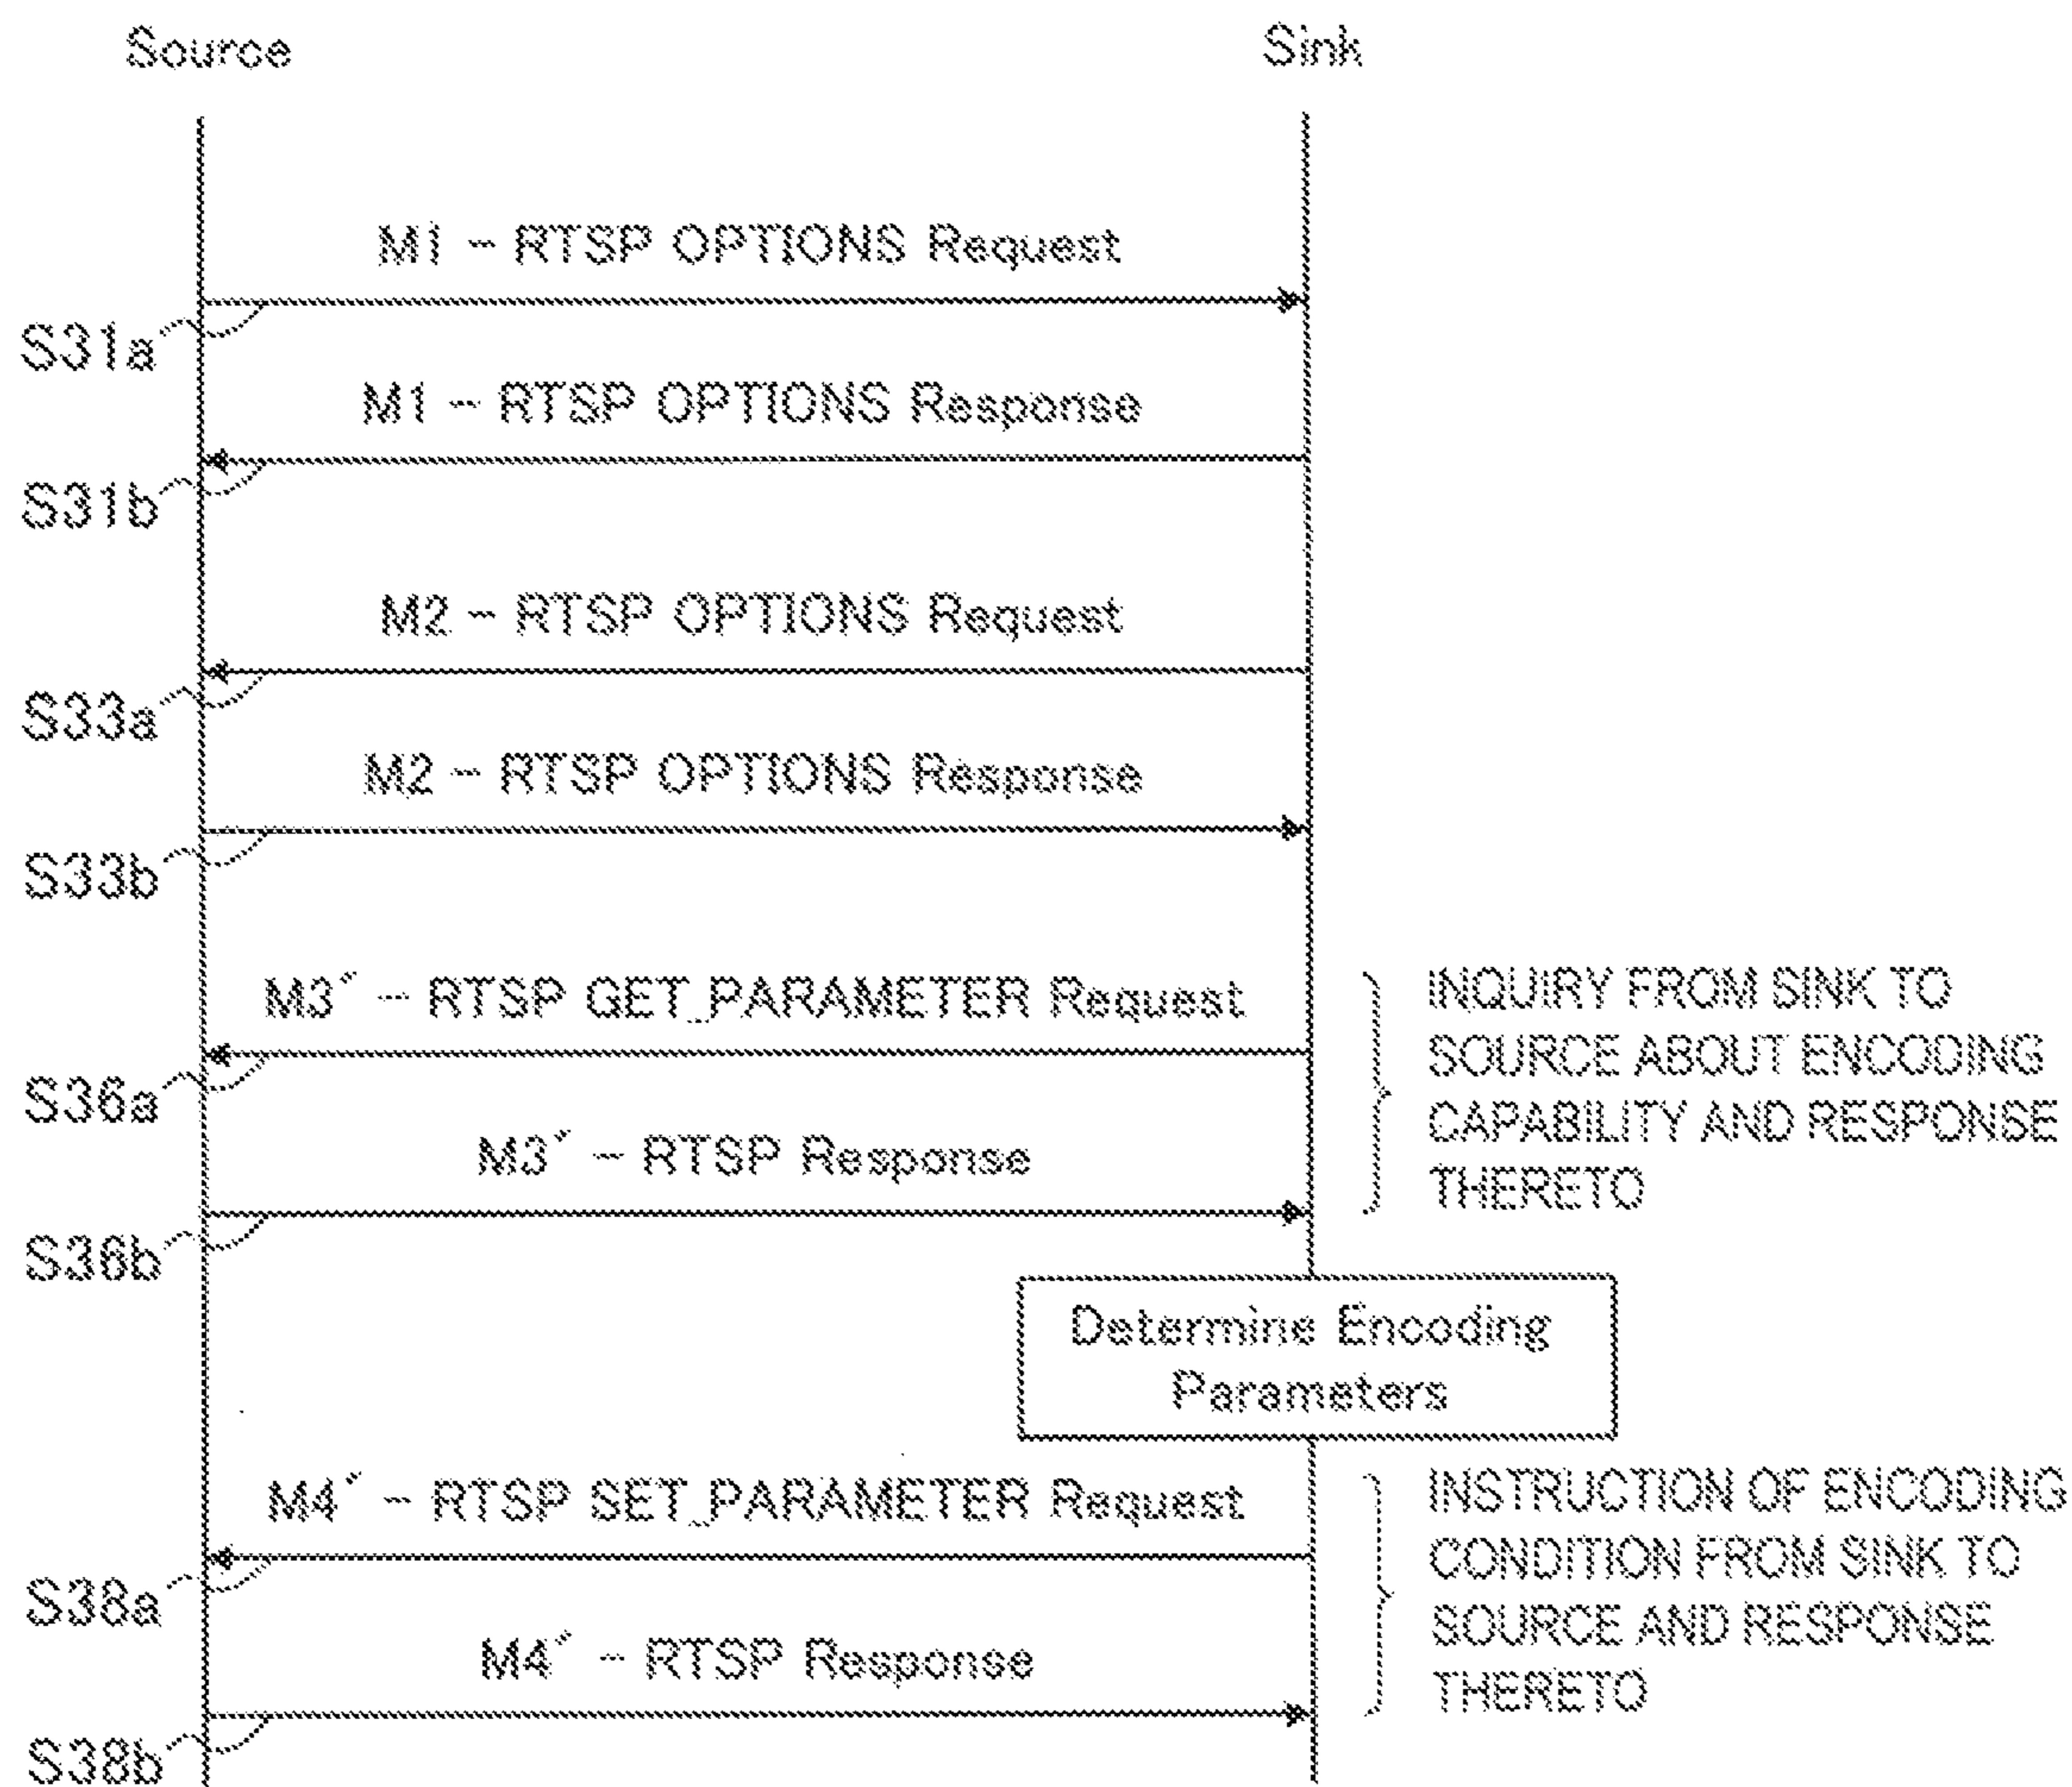 Source
Sink
M1 - RTSP OPTIONS Request
S31a
M1 - RTSP OPTIONS Response
S31b
M2 - RTSP OPTIONS Request
S33a
M2 - RTSP OPTIONS Response
S33b
M3″ - RTSP GET_PARAMETER Request
S36a
M3″ - RTSP Response
S36b
INQUIRY FROM SINK TO
SOURCE ABOUT ENCODING
CAPABILITY AND RESPONSE
THERETO
Determine Encoding
Parameters
M4″ - RTSP SET_PARAMETER Request
S38a
M4″ - RTSP Response
S38b
INSTRUCTION OF ENCODING
CONDITION FROM SINK TO
SOURCE AND RESPONSE
THERETO